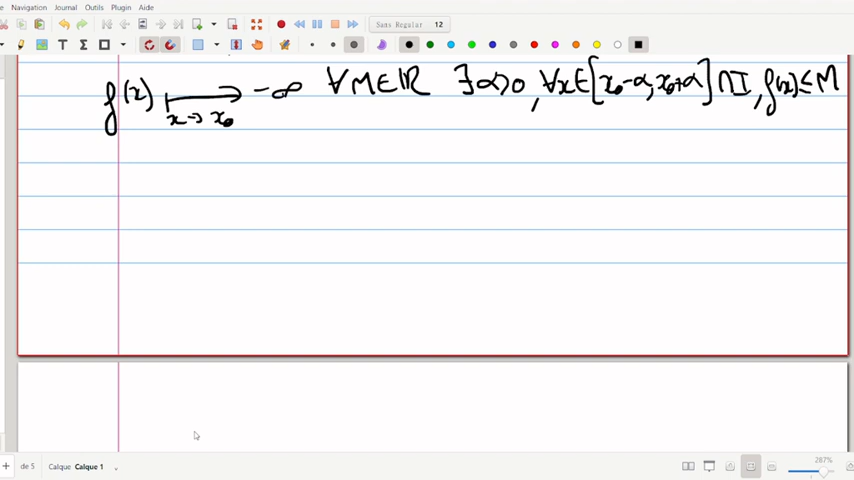 Navigation Journal Outils Plugin Aide
Sans Regular 12
f(x) ⟼ -∞ ∀M∈ℝ ∃α>0, ∀x∈[x₀-α, x₀+α]∩I, f(x)≤M
x→x₀
de 5 Calque Calque 1 287%